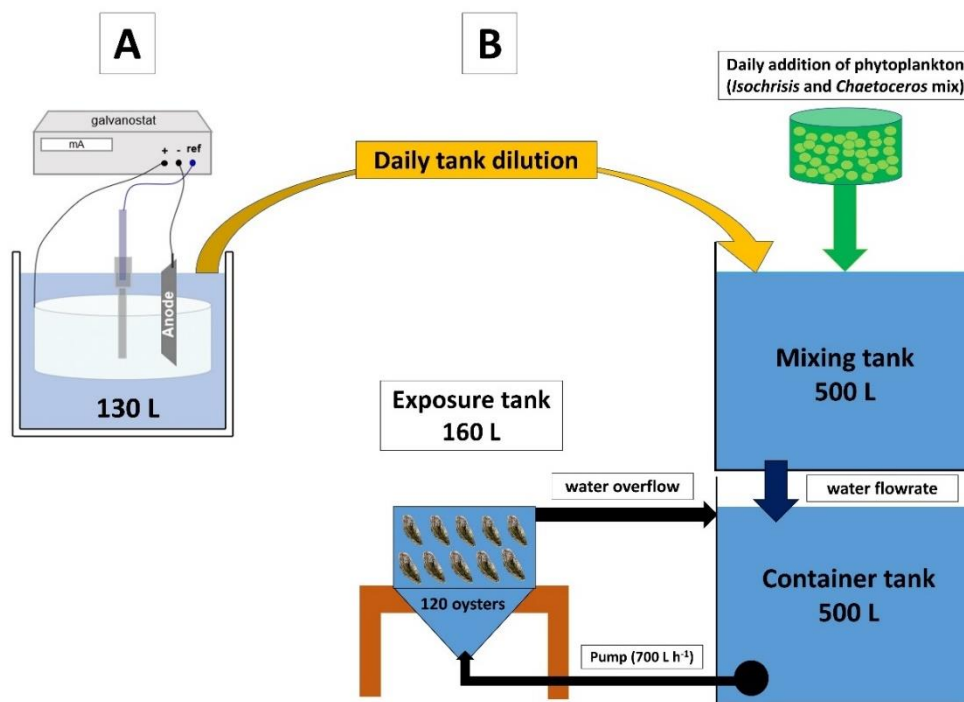 A
B
galvanostat
mA
+ - ref
Anode
130 L
Daily tank dilution
Daily addition of phytoplankton
(Isochrisis and Chaetoceros mix)
Mixing tank
500 L
Exposure tank
160 L
water overflow
water flowrate
120 oysters
Container tank
500 L
Pump (700 L h⁻¹)